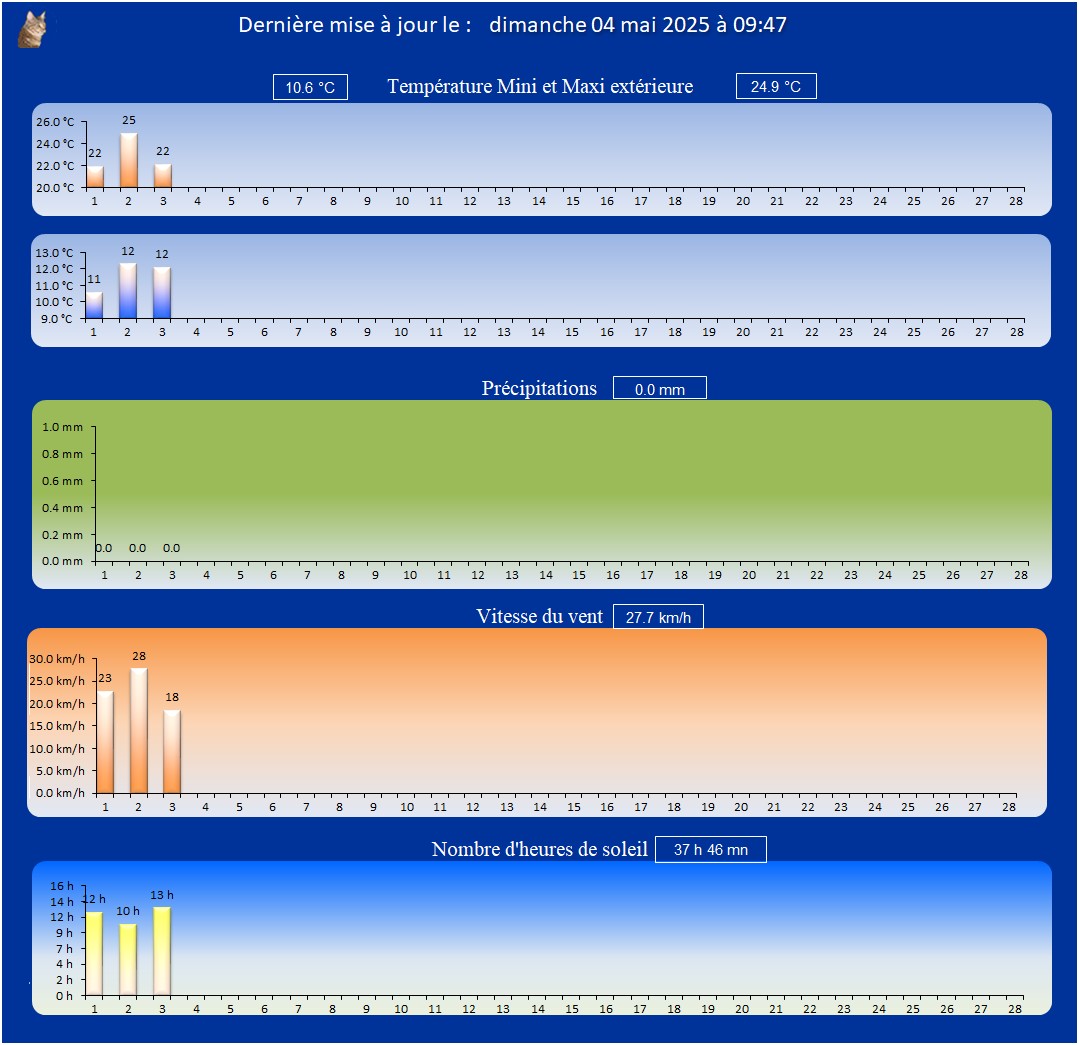 Dernière mise à jour le : dimanche 04 mai 2025 à 09:47
10.6 °C Température Mini et Maxi extérieure 24.9 °C
26.0 °C
24.0 °C
22.0 °C
20.0 °C
22 25 22
1 2 3 4 5 6 7 8 9 10 11 12 13 14 15 16 17 18 19 20 21 22 23 24 25 26 27 28
13.0 °C
12.0 °C
11.0 °C
10.0 °C
9.0 °C
11 12 12
1 2 3 4 5 6 7 8 9 10 11 12 13 14 15 16 17 18 19 20 21 22 23 24 25 26 27 28
Précipitations 0.0 mm
1.0 mm
0.8 mm
0.6 mm
0.4 mm
0.2 mm
0.0 mm
0.0 0.0 0.0
1 2 3 4 5 6 7 8 9 10 11 12 13 14 15 16 17 18 19 20 21 22 23 24 25 26 27 28
Vitesse du vent 27.7 km/h
30.0 km/h
25.0 km/h
20.0 km/h
15.0 km/h
10.0 km/h
5.0 km/h
0.0 km/h
23 28 18
1 2 3 4 5 6 7 8 9 10 11 12 13 14 15 16 17 18 19 20 21 22 23 24 25 26 27 28
Nombre d'heures de soleil 37 h 46 mn
16 h
14 h
12 h
9 h
7 h
4 h
2 h
0 h
12 h 10 h 13 h
1 2 3 4 5 6 7 8 9 10 11 12 13 14 15 16 17 18 19 20 21 22 23 24 25 26 27 28